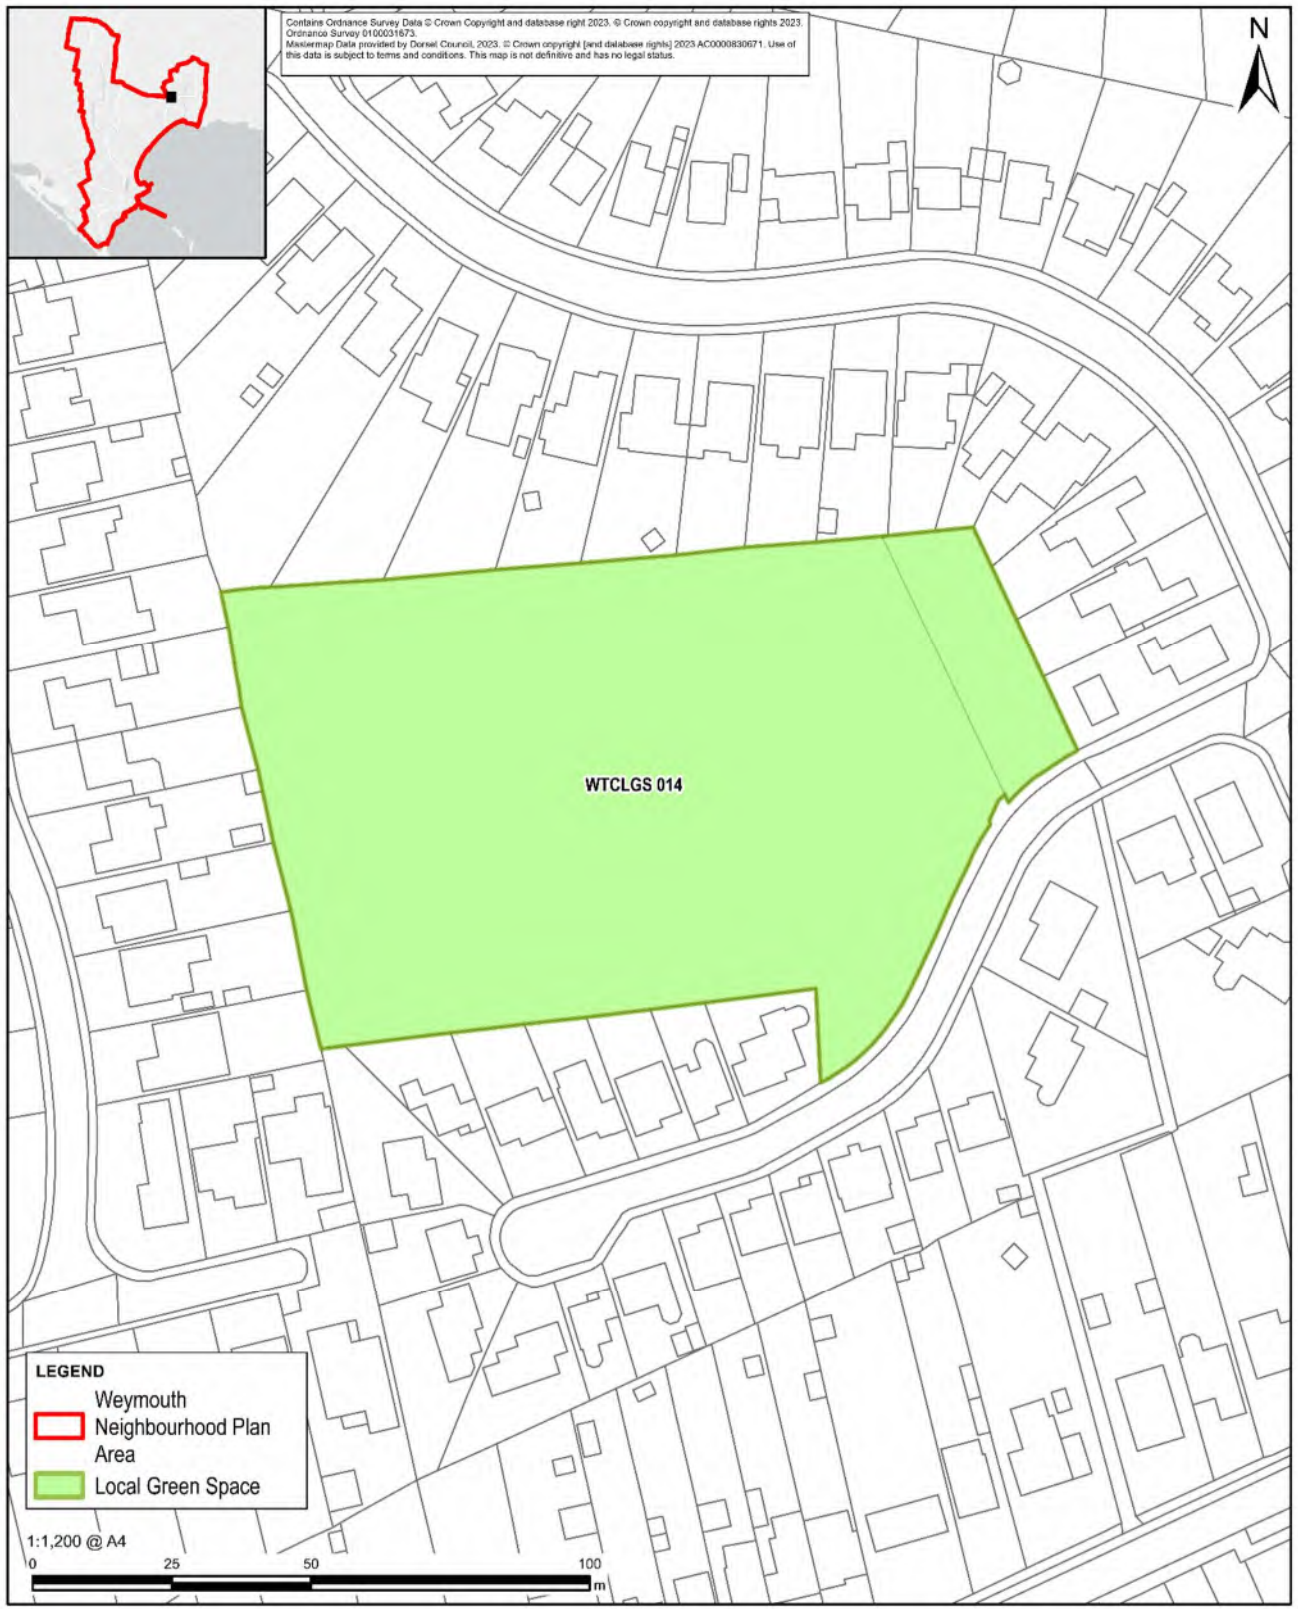 Contains Ordnance Survey Data © Crown Copyright and database right 2023. © Crown copyright and database rights 2023.
Ordnance Survey 0100031673.
Mastermap Data provided by Dorset Council, 2023. © Crown copyright [and database rights] 2023 AC0000830671. Use of
this data is subject to terms and conditions. This map is not definitive and has no legal status.
N
WTCLGS 014
LEGEND
Weymouth
Neighbourhood Plan
Area
Local Green Space
1:1,200 @ A4
0 25 50 100
m